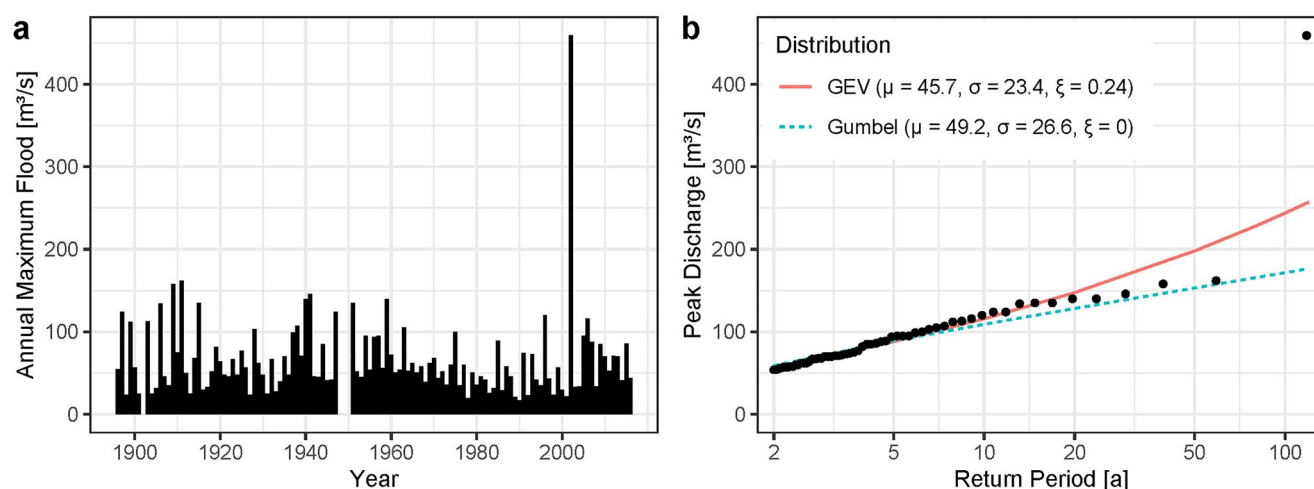 a
Annual Maximum Flood [m³/s]
400
300
200
100
0
1900 1920 1940 1960 1980 2000
Year
b
Peak Discharge [m³/s]
400
300
200
100
0
Distribution
GEV (μ = 45.7, σ = 23.4, ξ = 0.24)
Gumbel (μ = 49.2, σ = 26.6, ξ = 0)
2 5 10 20 50 100
Return Period [a]